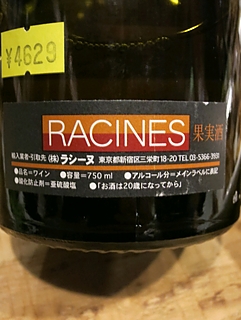 ¥4629
RACINES 果実酒
輸入業者・引取先 (株)ラシーヌ 東京都新宿区三栄町18-20 TEL 03-5366-3931
●品名=ワイン ●容量=750ml ●アルコール分=メインラベルに表記
●酸化防止剤=亜硫酸塩 ●「お酒は20歳になってから」